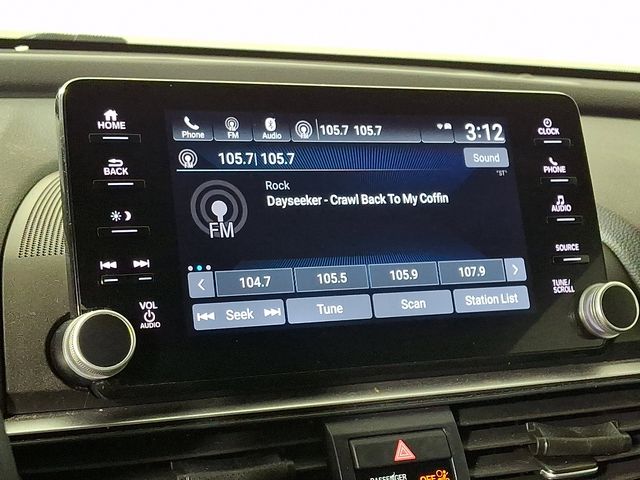 HOME
BACK
VOL
AUDIO
Phone
FM
Audio
105.7 105.7
3:12
105.7| 105.7
Sound
"ST"
Rock
Dayseeker - Crawl Back To My Coffin
FM
104.7 105.5 105.9 107.9
Seek
Tune
Scan
Station List
CLOCK
PHONE
AUDIO
SOURCE
TUNE/
SCROLL
PASSENGER
OFF